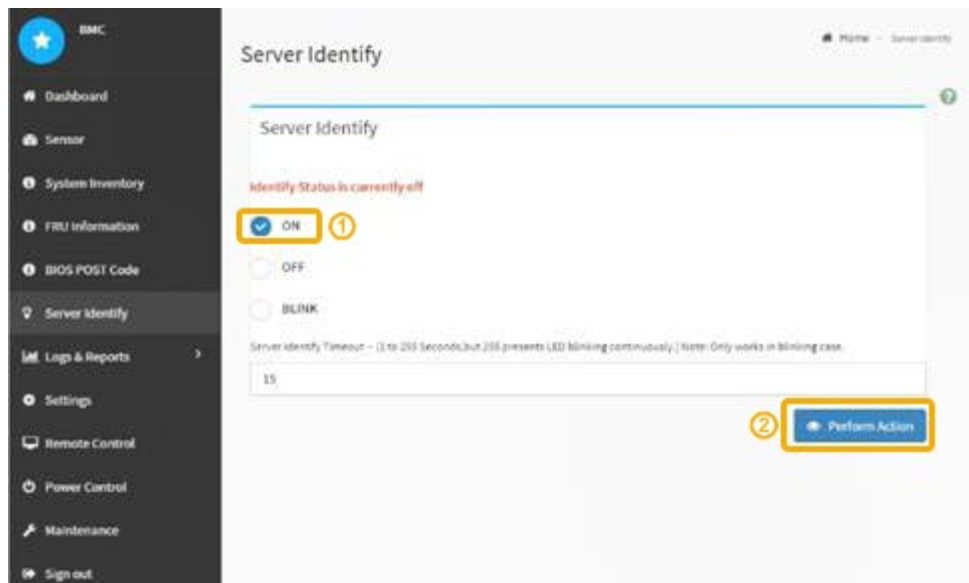 BMC
Home - Server Identify
Server Identify
Dashboard
Sensor
System Inventory
FRU Information
BIOS POST Code
Server Identify
Logs & Reports
Settings
Remote Control
Power Control
Maintenance
Sign out
Server Identify
Identify Status is currently off
ON
1
OFF
BLINK
Server Identify Timeout - (1 to 255 Seconds,but 255 presents LED blinking continuously.) Note: Only works in blinking case.
15
2
Perform Action